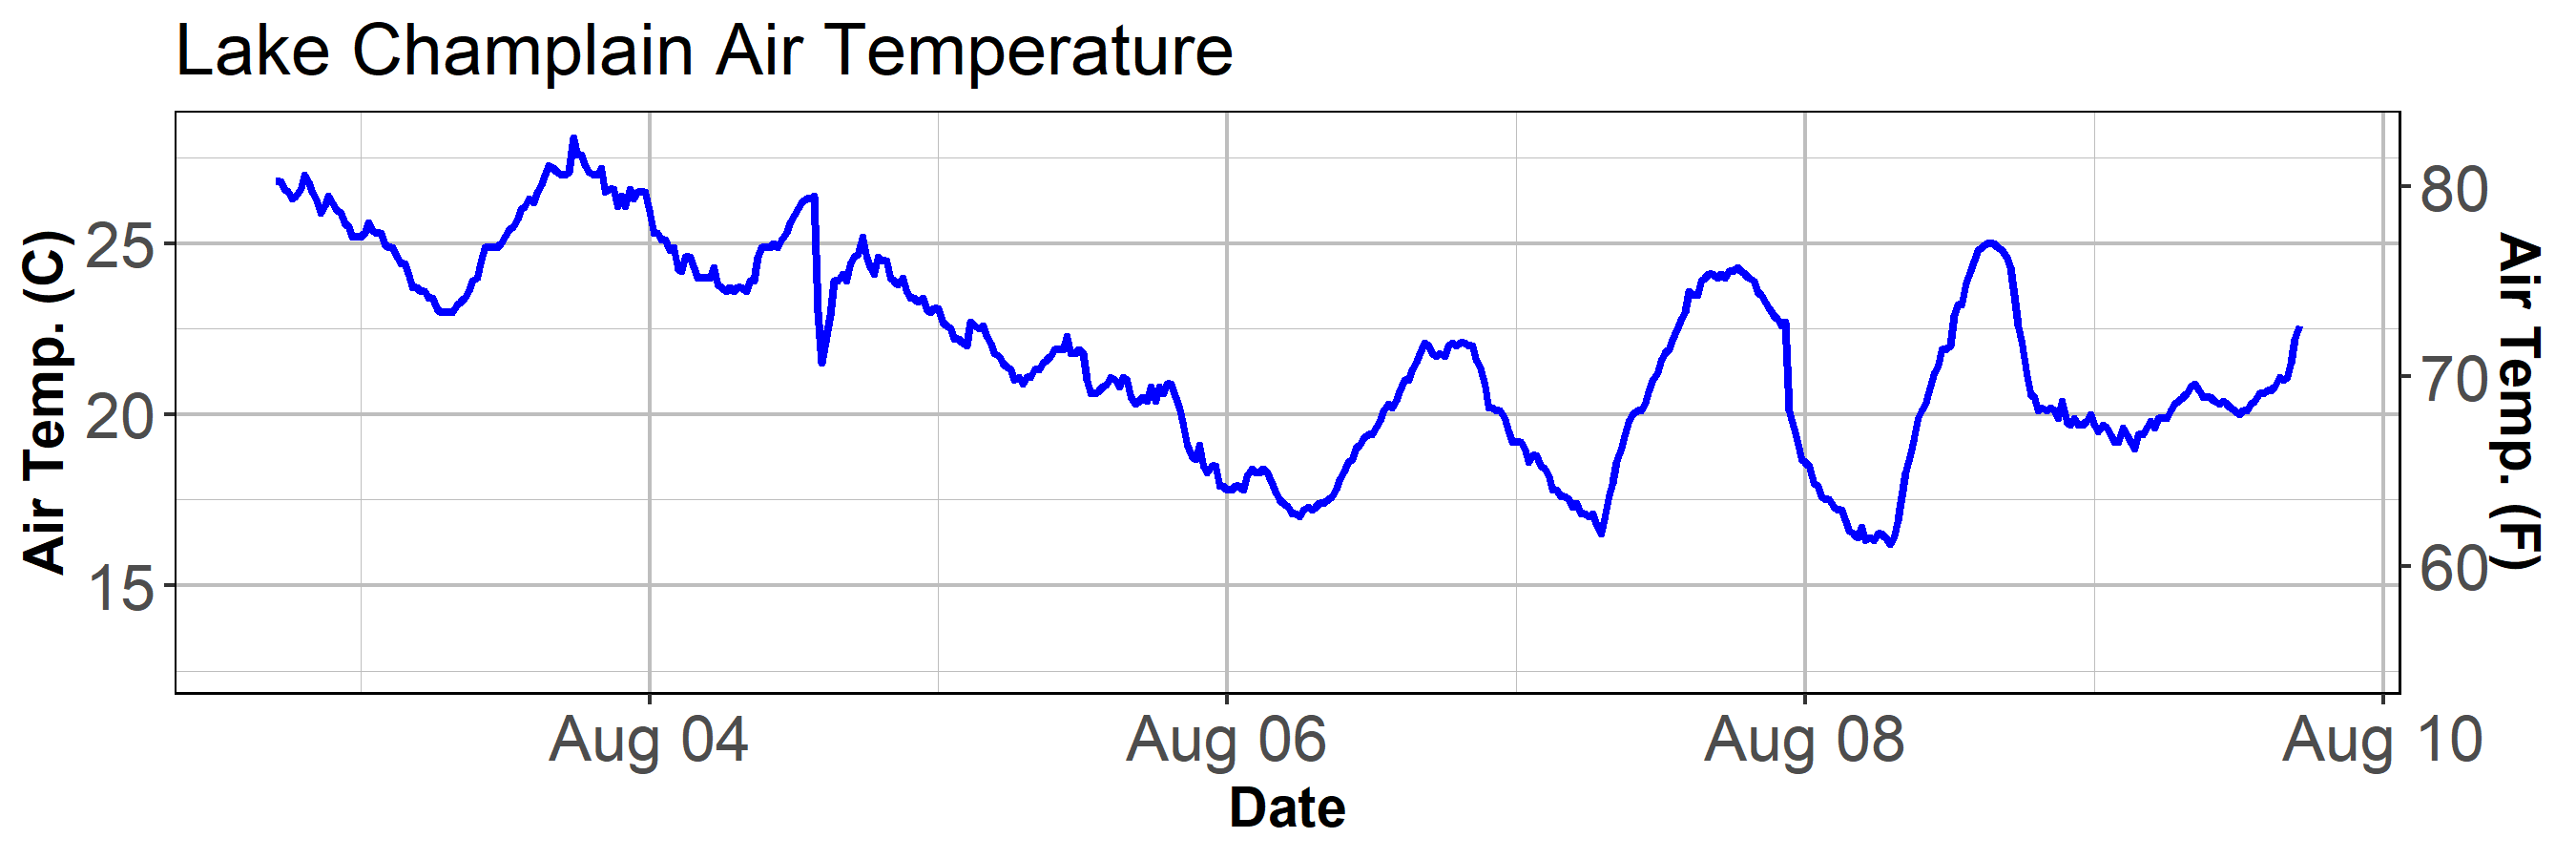 Lake Champlain Air Temperature
Air Temp. (C)
25
20
15
80
70
60
Air Temp. (F)
Aug 04
Aug 06
Aug 08
Aug 10
Date